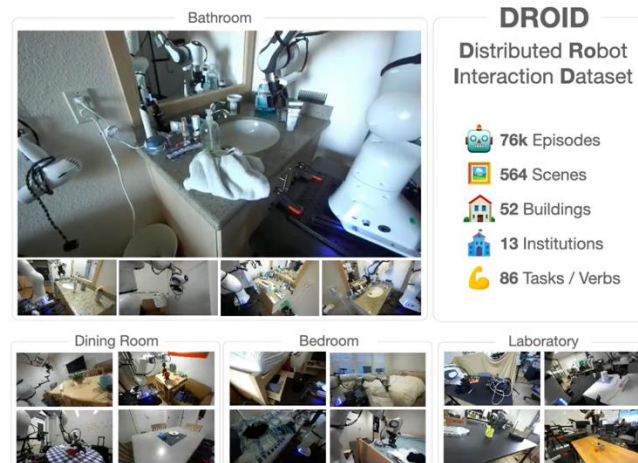 Bathroom
DROID
Distributed Robot
Interaction Dataset
76k Episodes
564 Scenes
52 Buildings
13 Institutions
86 Tasks / Verbs
Dining Room
Bedroom
Laboratory